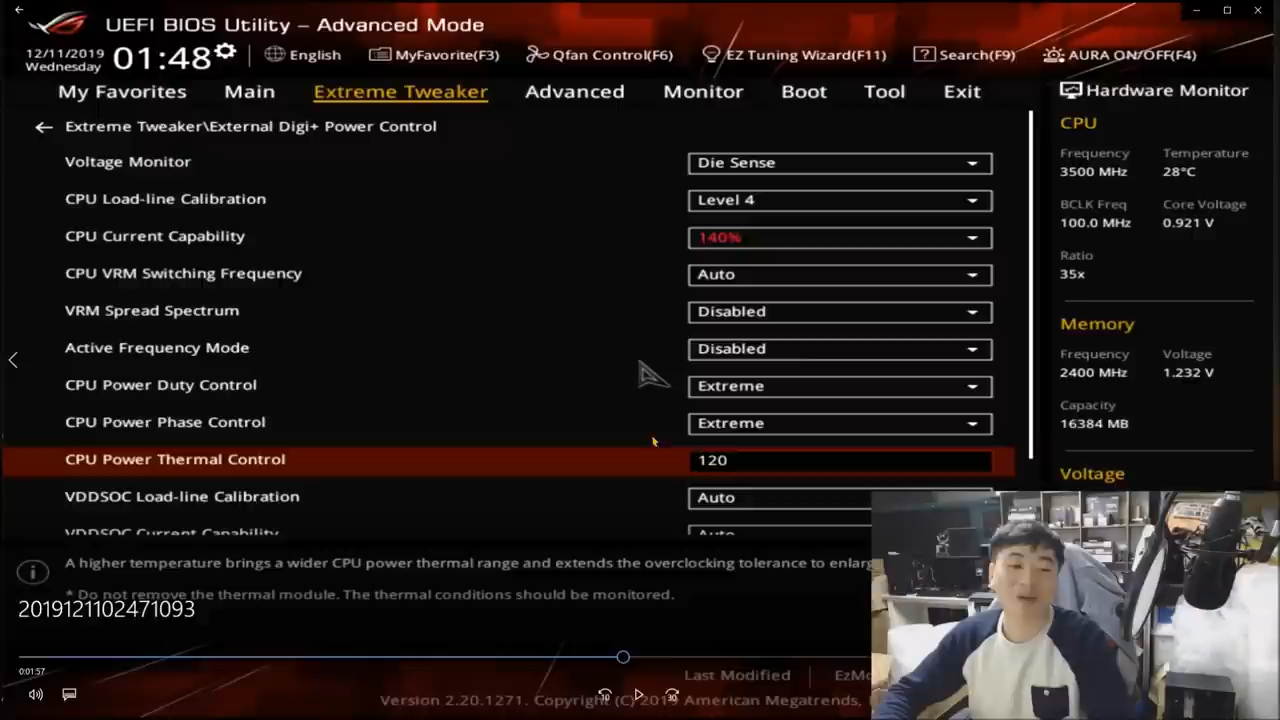 UEFI BIOS Utility – Advanced Mode
12/11/2019
Wednesday
01:48
English
MyFavorite(F3)
Qfan Control(F6)
EZ Tuning Wizard(F11)
Search(F9)
AURA ON/OFF(F4)
My Favorites Main Extreme Tweaker Advanced Monitor Boot Tool Exit
Extreme Tweaker\External Digi+ Power Control
Voltage Monitor Die Sense
CPU Load-line Calibration Level 4
CPU Current Capability 140%
CPU VRM Switching Frequency Auto
VRM Spread Spectrum Disabled
Active Frequency Mode Disabled
CPU Power Duty Control Extreme
CPU Power Phase Control Extreme
CPU Power Thermal Control 120
VDDSOC Load-line Calibration Auto
VDDSOC Current Capability Auto
A higher temperature brings a wider CPU power thermal range and extends the overclocking tolerance to enlarg
* Do not remove the thermal module. The thermal conditions should be monitored.
2019121102471093
0:01:57
10
30
Last Modified
EzMo
Version 2.20.1271. Copyright (C) 2019 American Megatrends,
Hardware Monitor
CPU
Frequency Temperature
3500 MHz 28°C
BCLK Freq Core Voltage
100.0 MHz 0.921 V
Ratio
35x
Memory
Frequency Voltage
2400 MHz 1.232 V
Capacity
16384 MB
Voltage